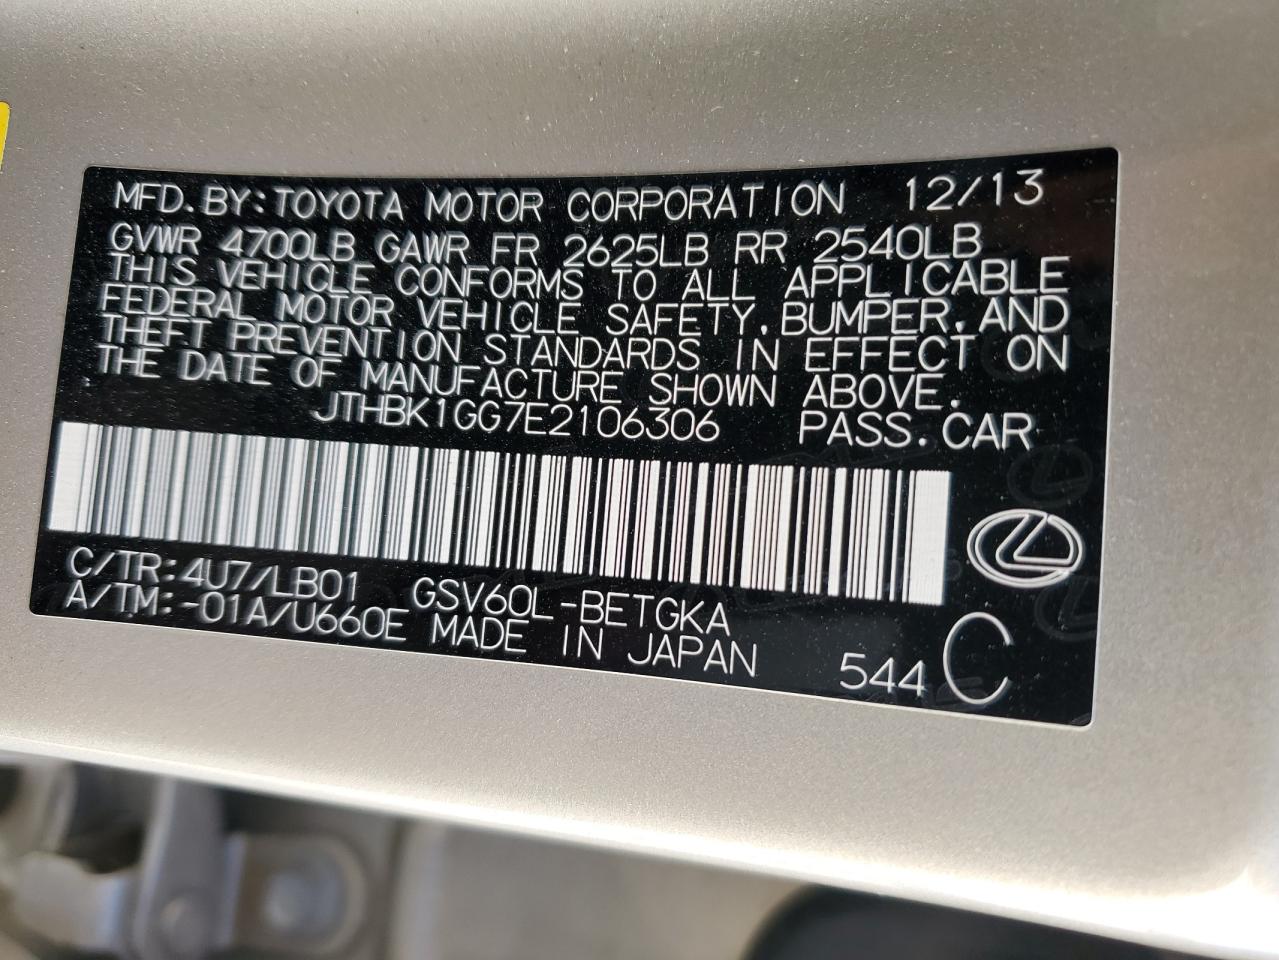 MFD.BY:TOYOTA MOTOR CORPORATION 12/13
GVWR 4700LB GAWR FR 2625LB RR 2540LB
THIS VEHICLE CONFORMS TO ALL APPLICABLE
FEDERAL MOTOR VEHICLE SAFETY,BUMPER,AND
THEFT PREVENTION STANDARDS IN EFFECT ON
THE DATE OF MANUFACTURE SHOWN ABOVE.
JTHBK1GG7E2106306 PASS.CAR
C/TR:4U7/LB01 GSV60L-BETGKA
A/TM:-01A/U660E MADE IN JAPAN 544 C